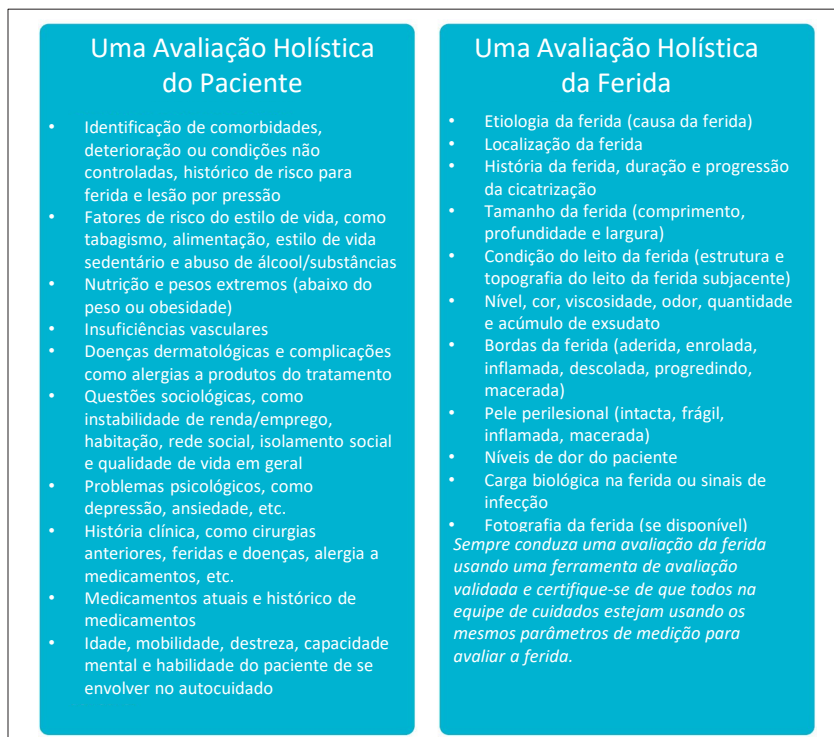 Uma Avaliação Holística
do Paciente
• Identificação de comorbidades,
deterioração ou condições não
controladas, histórico de risco para
ferida e lesão por pressão
• Fatores de risco do estilo de vida, como
tabagismo, alimentação, estilo de vida
sedentário e abuso de álcool/substâncias
• Nutrição e pesos extremos (abaixo do
peso ou obesidade)
• Insuficiências vasculares
• Doenças dermatológicas e complicações
como alergias a produtos do tratamento
• Questões sociológicas, como
instabilidade de renda/emprego,
habitação, rede social, isolamento social
e qualidade de vida em geral
• Problemas psicológicos, como
depressão, ansiedade, etc.
• História clínica, como cirurgias
anteriores, feridas e doenças, alergia a
medicamentos, etc.
• Medicamentos atuais e histórico de
medicamentos
• Idade, mobilidade, destreza, capacidade
mental e habilidade do paciente de se
envolver no autocuidado
Uma Avaliação Holística
da Ferida
• Etiologia da ferida (causa da ferida)
• Localização da ferida
• História da ferida, duração e progressão
da cicatrização
• Tamanho da ferida (comprimento,
profundidade e largura)
• Condição do leito da ferida (estrutura e
topografia do leito da ferida subjacente)
• Nível, cor, viscosidade, odor, quantidade
e acúmulo de exsudato
• Bordas da ferida (aderida, enrolada,
inflamada, descolada, progredindo,
macerada)
• Pele perilesional (intacta, frágil,
inflamada, macerada)
• Níveis de dor do paciente
• Carga biológica na ferida ou sinais de
infecção
• Fotografia da ferida (se disponível)
Sempre conduza uma avaliação da ferida
usando uma ferramenta de avaliação
validada e certifique-se de que todos na
equipe de cuidados estejam usando os
mesmos parâmetros de medição para
avaliar a ferida.